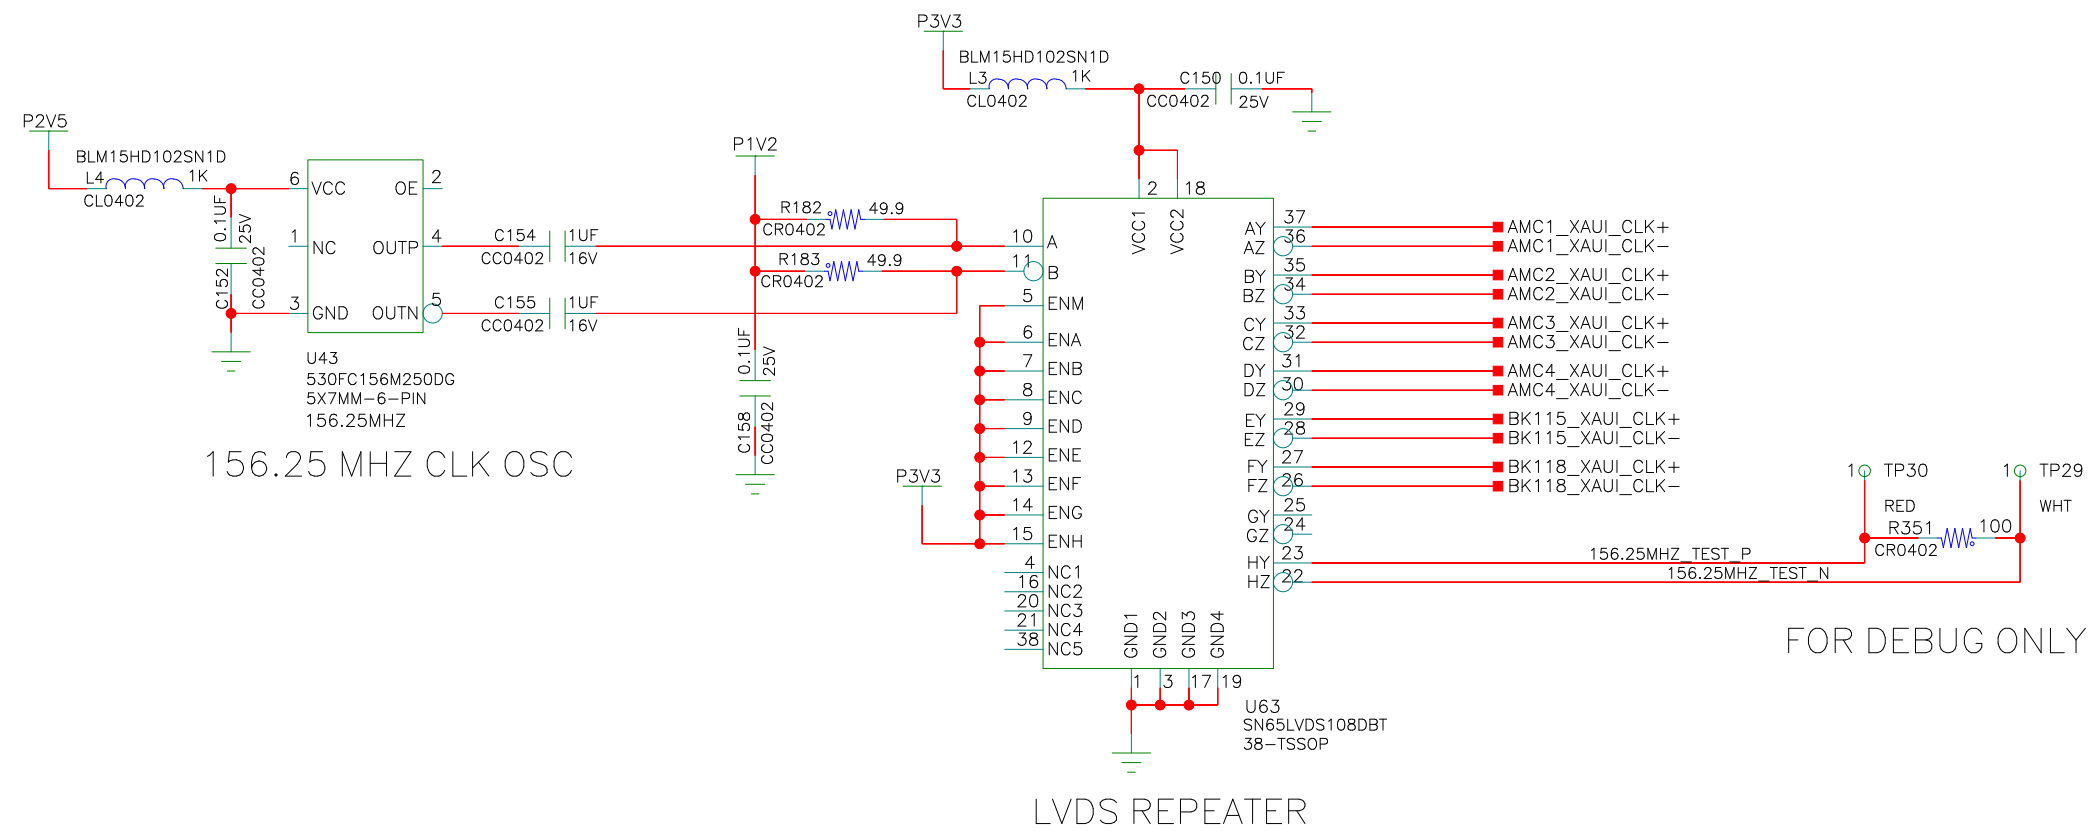 P3V3
BLM15HD102SN1D
L3
1K
CL0402
C150
0.1UF
CC0402
25V
P2V5
BLM15HD102SN1D
L4
1K
CL0402
0.1UF
25V
C152
CC0402
6
VCC
OE
2
1
NC
OUTP
4
3
GND
OUTN
5
U43
530FC156M250DG
5X7MM-6-PIN
156.25MHZ
156.25 MHZ CLK OSC
C154
1UF
CC0402
16V
C155
1UF
CC0402
16V
P1V2
R182
49.9
CR0402
R183
49.9
CR0402
0.1UF
25V
C158
CC0402
P3V3
2
18
VCC1
VCC2
10
A
11
B
5
ENM
6
ENA
7
ENB
8
ENC
9
END
12
ENE
13
ENF
14
ENG
15
ENH
4
NC1
16
NC2
20
NC3
21
NC4
38
NC5
GND1
GND2
GND3
GND4
1
3
17
19
AY
37
AMC1_XAUI_CLK+
AZ
36
AMC1_XAUI_CLK-
BY
35
AMC2_XAUI_CLK+
BZ
34
AMC2_XAUI_CLK-
CY
33
AMC3_XAUI_CLK+
CZ
32
AMC3_XAUI_CLK-
DY
31
AMC4_XAUI_CLK+
DZ
30
AMC4_XAUI_CLK-
EY
29
BK115_XAUI_CLK+
EZ
28
BK115_XAUI_CLK-
FY
27
BK118_XAUI_CLK+
FZ
26
BK118_XAUI_CLK-
GY
25
GZ
24
HY
23
156.25MHZ_TEST_P
HZ
22
156.25MHZ_TEST_N
U63
SN65LVDS108DBT
38-TSSOP
LVDS REPEATER
1
TP30
RED
1
TP29
WHT
R351
100
CR0402
FOR DEBUG ONLY